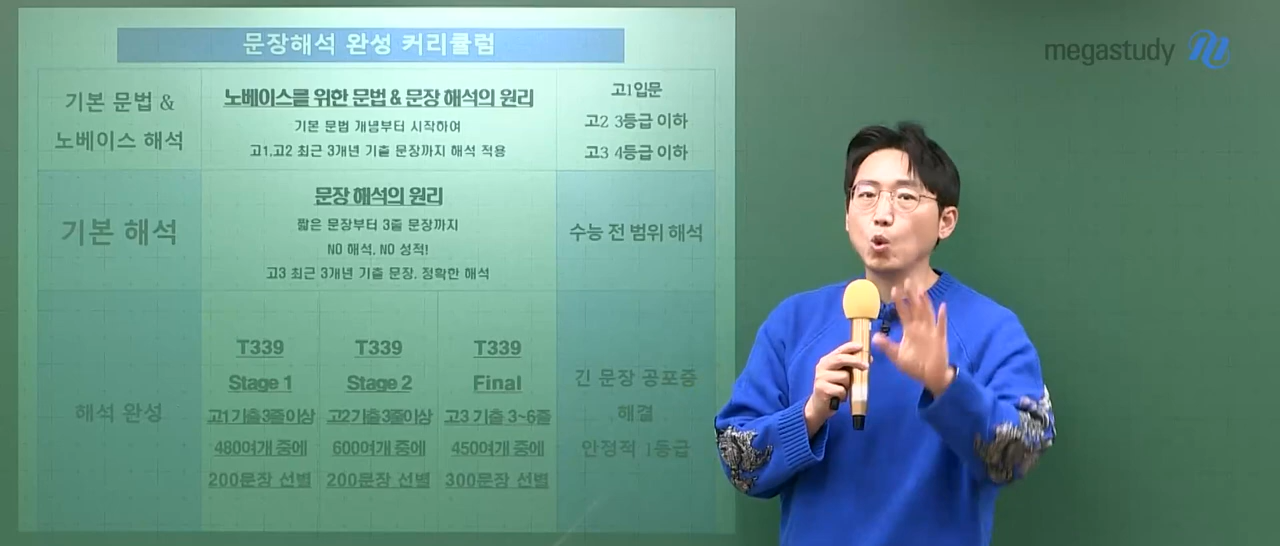 문장해석 완성 커리큘럼
megastudy
기본 문법 &
노베이스 해석
노베이스를 위한 문법 & 문장 해석의 원리
기본 문법 개념부터 시작하여
고1,고2 최근 3개년 기출 문장까지 해석 적용
고1입문
고2 3등급 이하
고3 4등급 이하
기본 해석
문장 해석의 원리
짧은 문장부터 3줄 문장까지
NO 해석, NO 성적!
고3 최근 3개년 기출 문장, 정확한 해석
수능 전 범위 해석
해석 완성
T339
Stage 1
고1 기출3줄이상
480여개 중에
200문장 선별
T339
Stage 2
고2기출3줄이상
600여개 중에
200문장 선별
T339
Final
고3 기출 3~6줄
450여개 중에
300문장 선별
긴 문장 공포증
해결
안정적 1등급